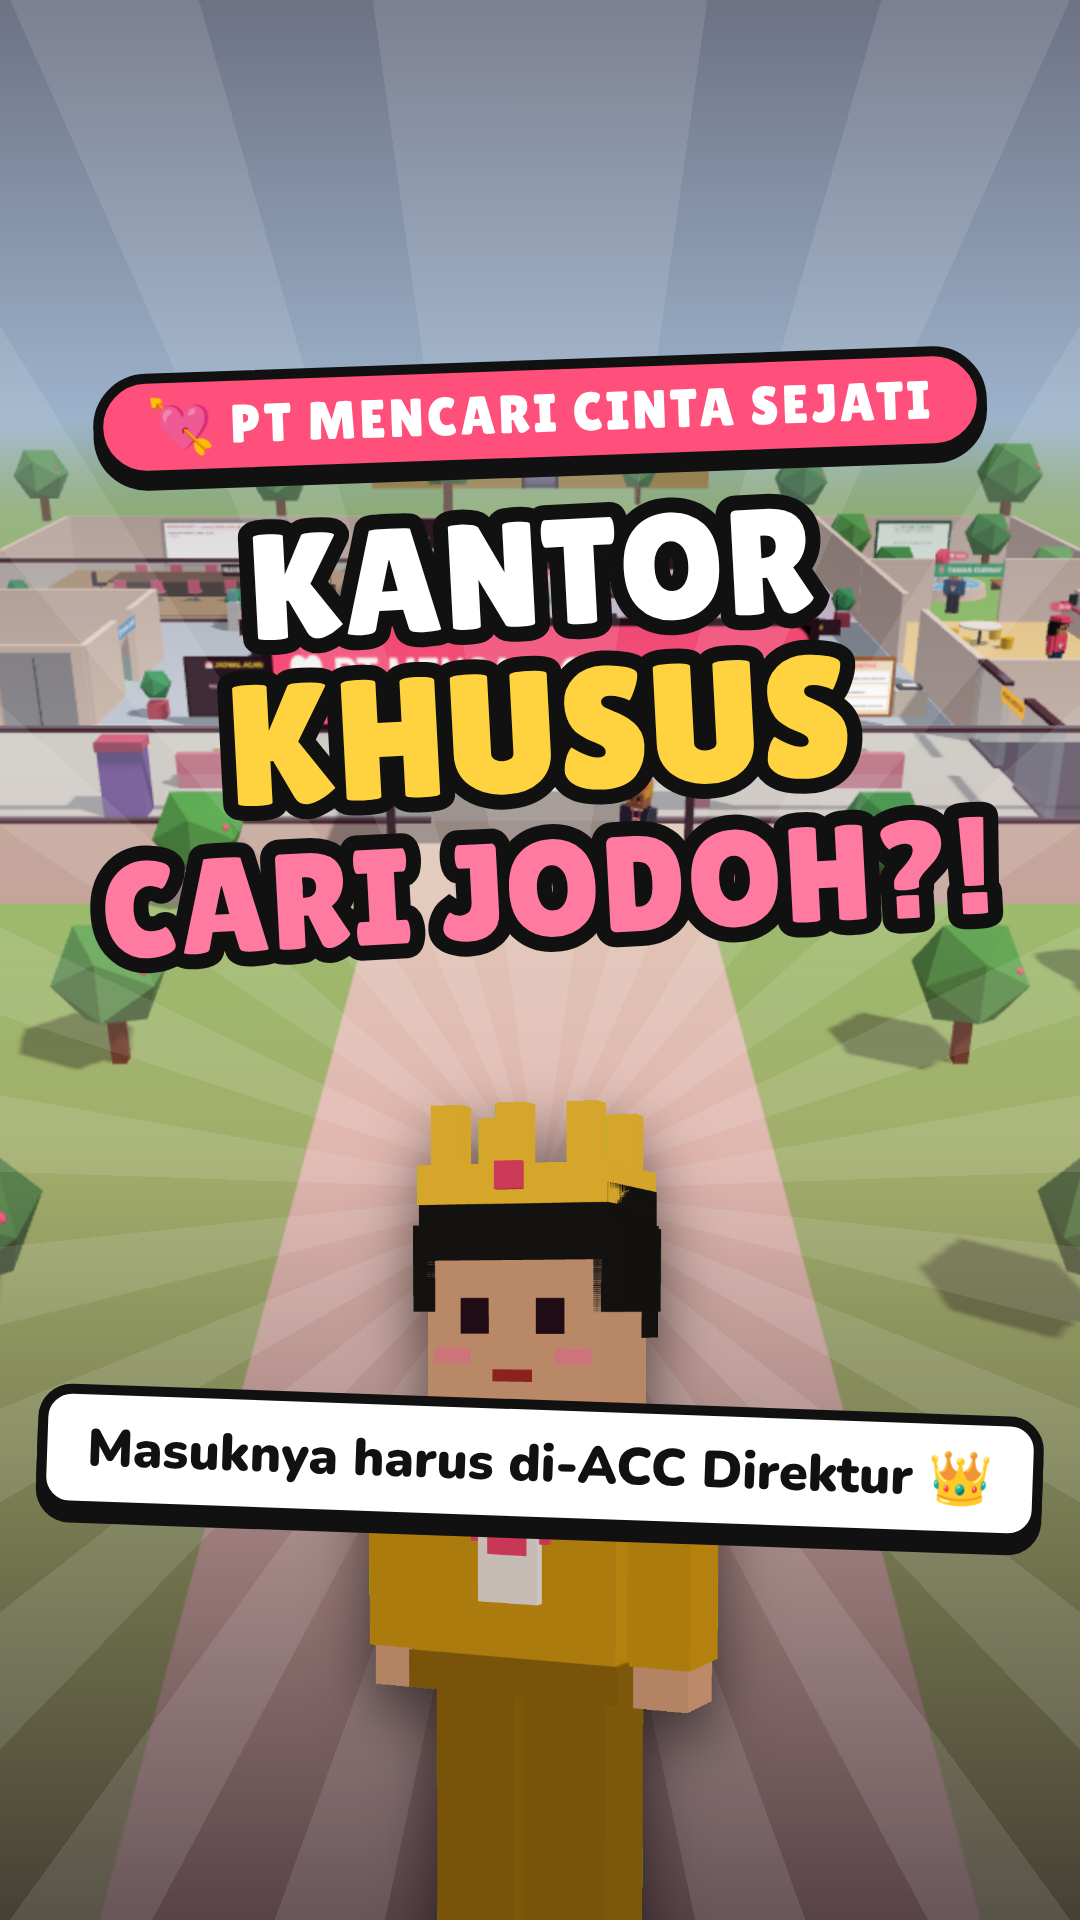 💘 PT MENCARI CINTA SEJATI
KANTOR
KHUSUS
CARI JODOH?!
Masuknya harus di-ACC Direktur 👑